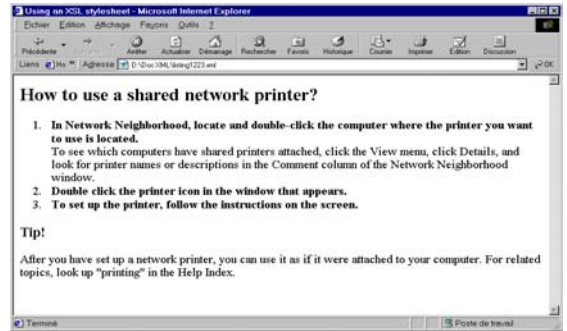 Using an XSL stylesheet - Microsoft Internet Explorer
Fichier Edition Affichage Favoris Outils ?
Précédente Arrêter Actualiser Démarrage Rechercher Favoris Historique Courrier Imprimer Edition Discussion
Liens Adresse D:\Doc XML\listing1223.xml OK
How to use a shared network printer?
1. In Network Neighborhood, locate and double-click the computer where the printer you want
to use is located.
To see which computers have shared printers attached, click the View menu, click Details, and
look for printer names or descriptions in the Comment column of the Network Neighborhood
window.
2. Double click the printer icon in the window that appears.
3. To set up the printer, follow the instructions on the screen.
Tip!
After you have set up a network printer, you can use it as if it were attached to your computer. For related
topics, look up "printing" in the Help Index.
Terminé Poste de travail